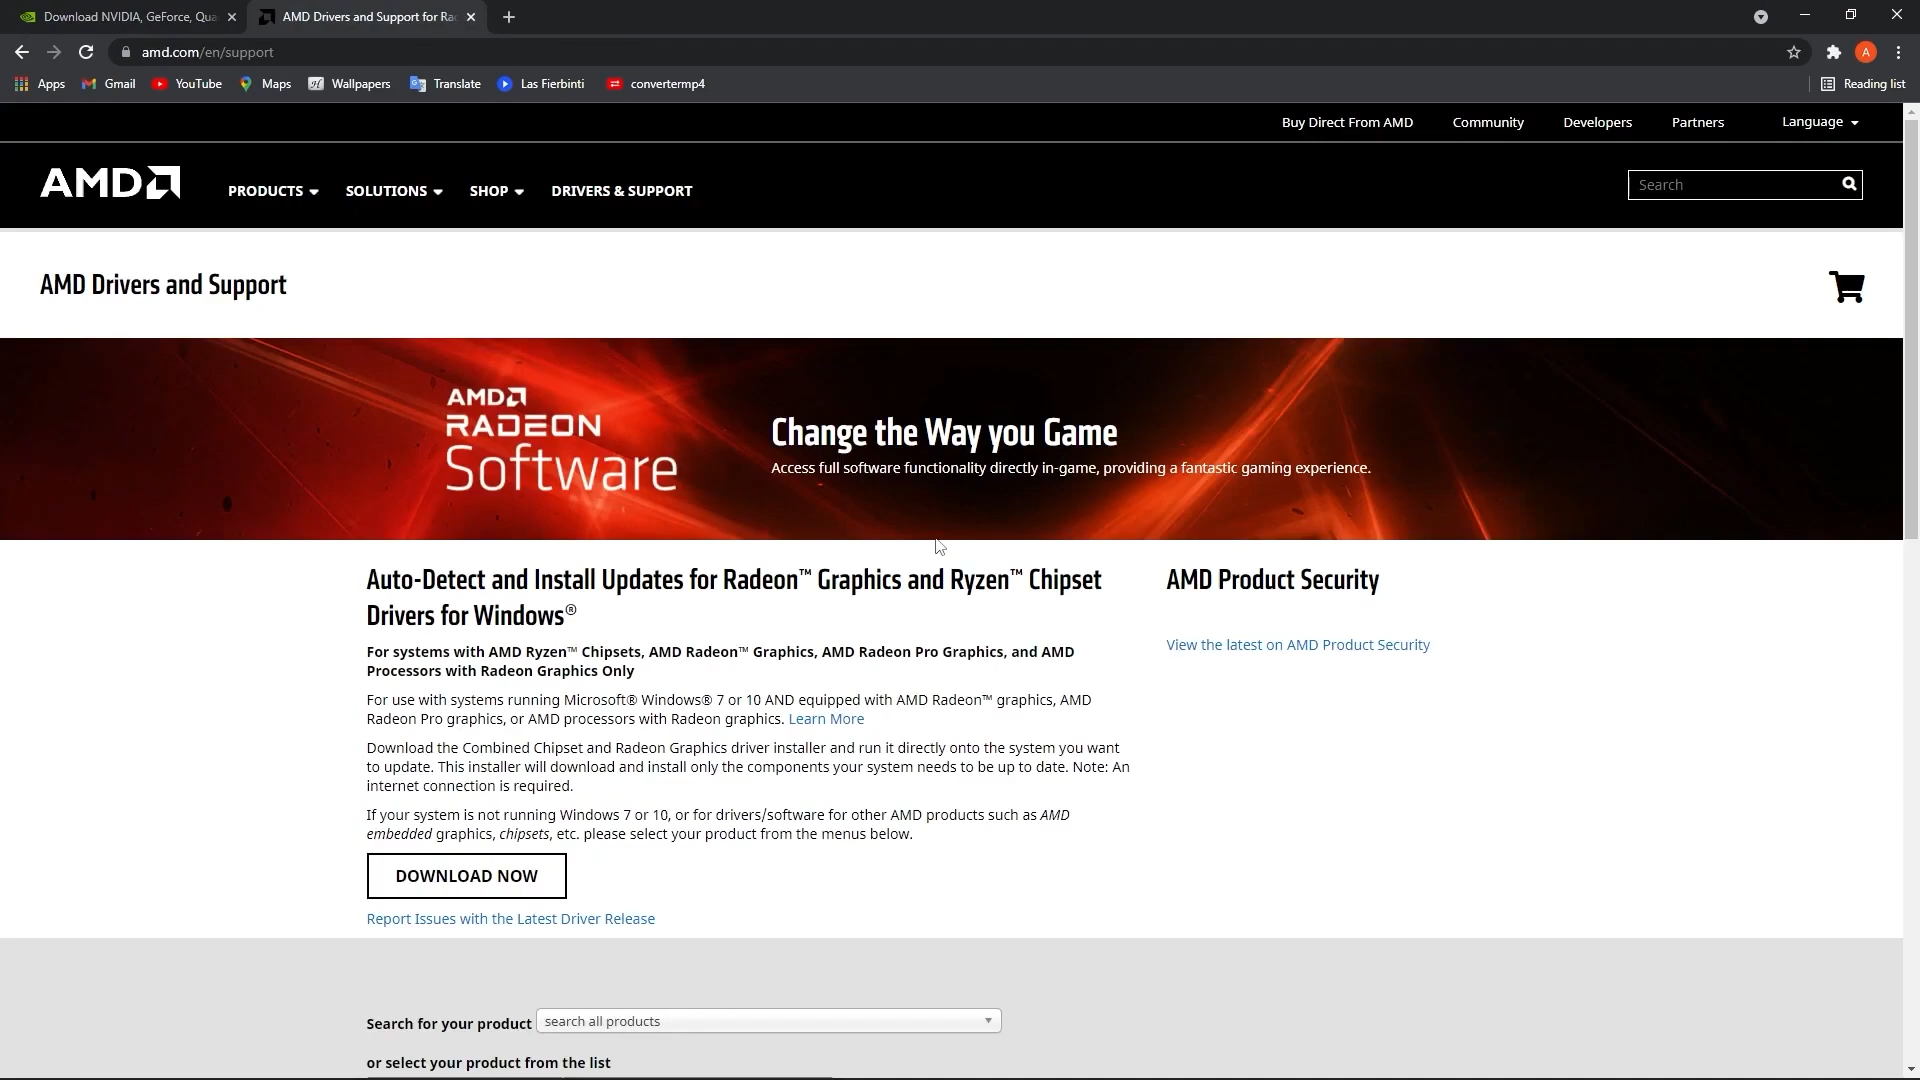 Download NVIDIA, GeForce, Qua
AMD Drivers and Support for Ra
amd.com/en/support
A
Apps
Gmail
YouTube
Maps
Wallpapers
Translate
Las Fierbinti
convertermp4
Reading list
Buy Direct From AMD
Community
Developers
Partners
Language
AMD
PRODUCTS
SOLUTIONS
SHOP
DRIVERS & SUPPORT
Search
AMD Drivers and Support
AMD
RADEON
Software
Change the Way you Game
Access full software functionality directly in-game, providing a fantastic gaming experience.
Auto-Detect and Install Updates for Radeon™ Graphics and Ryzen™ Chipset
Drivers for Windows®
For systems with AMD Ryzen™ Chipsets, AMD Radeon™ Graphics, AMD Radeon Pro Graphics, and AMD
Processors with Radeon Graphics Only
For use with systems running Microsoft® Windows® 7 or 10 AND equipped with AMD Radeon™ graphics, AMD
Radeon Pro graphics, or AMD processors with Radeon graphics. Learn More
Download the Combined Chipset and Radeon Graphics driver installer and run it directly onto the system you want
to update. This installer will download and install only the components your system needs to be up to date. Note: An
internet connection is required.
If your system is not running Windows 7 or 10, or for drivers/software for other AMD products such as AMD
embedded graphics, chipsets, etc. please select your product from the menus below.
DOWNLOAD NOW
Report Issues with the Latest Driver Release
AMD Product Security
View the latest on AMD Product Security
Search for your product
search all products
or select your product from the list